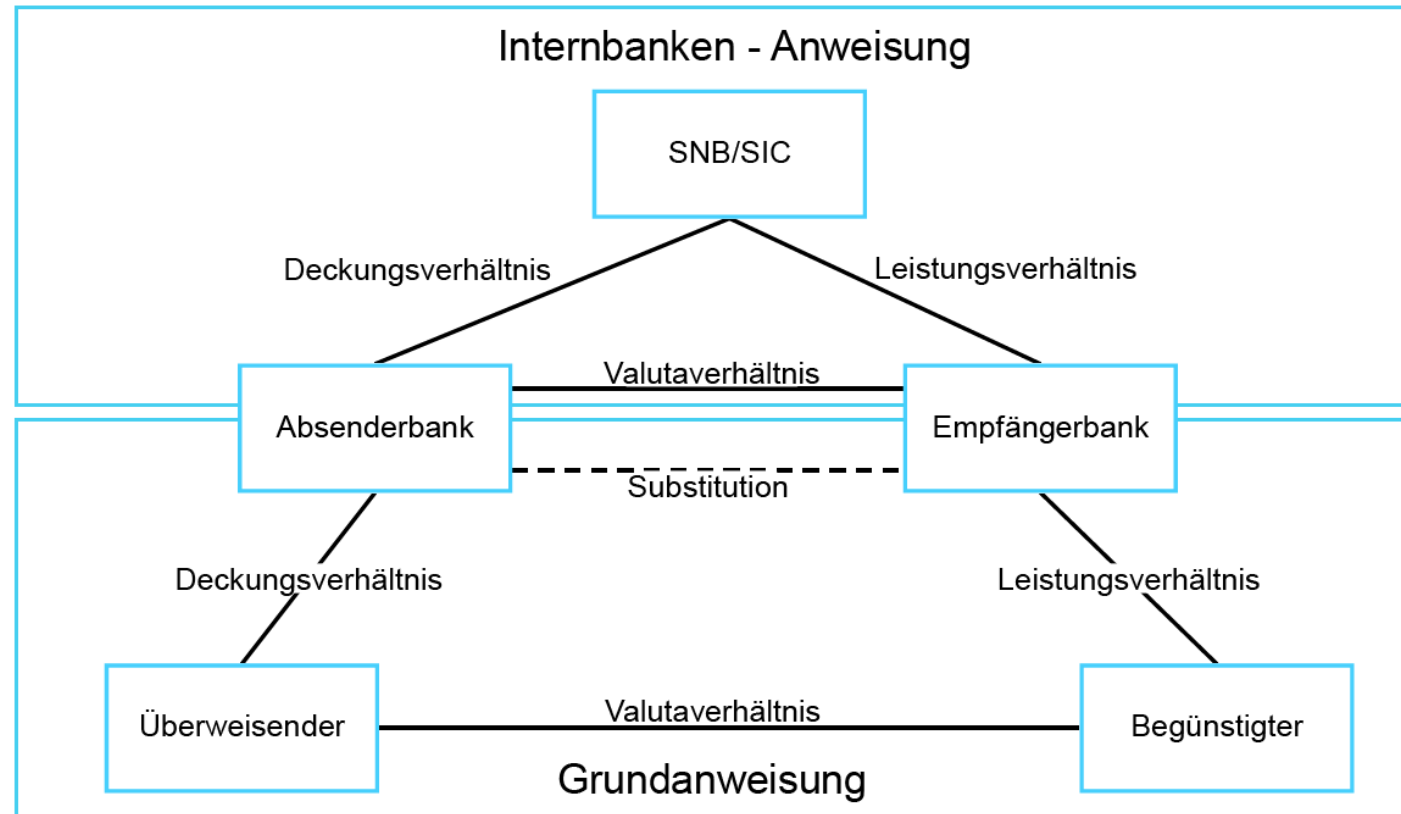 Internbanken - Anweisung
SNB/SIC
Deckungsverhältnis
Leistungsverhältnis
Valutaverhältnis
Absenderbank
Empfängerbank
Substitution
Deckungsverhältnis
Leistungsverhältnis
Überweisender
Valutaverhältnis
Begünstigter
Grundanweisung